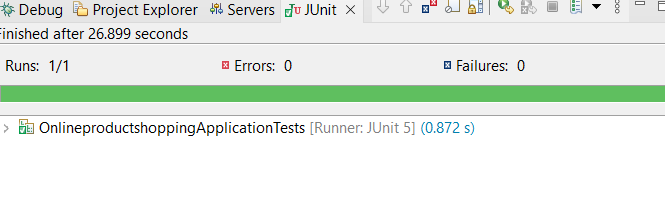 Debug Project Explorer Servers JUnit
Finished after 26.899 seconds
Runs: 1/1 Errors: 0 Failures: 0
OnlineproductshoppingApplicationTests [Runner: JUnit 5] (0.872 s)